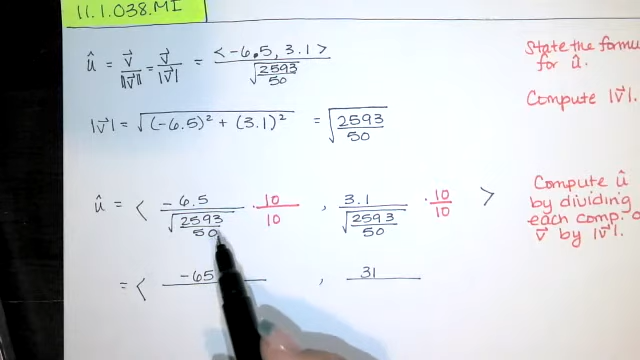 11.1.038.MI
û = v⃗/‖v⃗‖ = v⃗/|v⃗| = <-6.5, 3.1> / √(2593/50)
State the formu
for û.
|v⃗| = √((-6.5)² + (3.1)²) = √(2593/50)
Compute |v⃗|.
û = < -6.5/√(2593/50) · 10/10 , 3.1/√(2593/50) · 10/10 >
Compute û
by dividing
each comp. o
v⃗ by |v⃗|.
= < -65 , 31